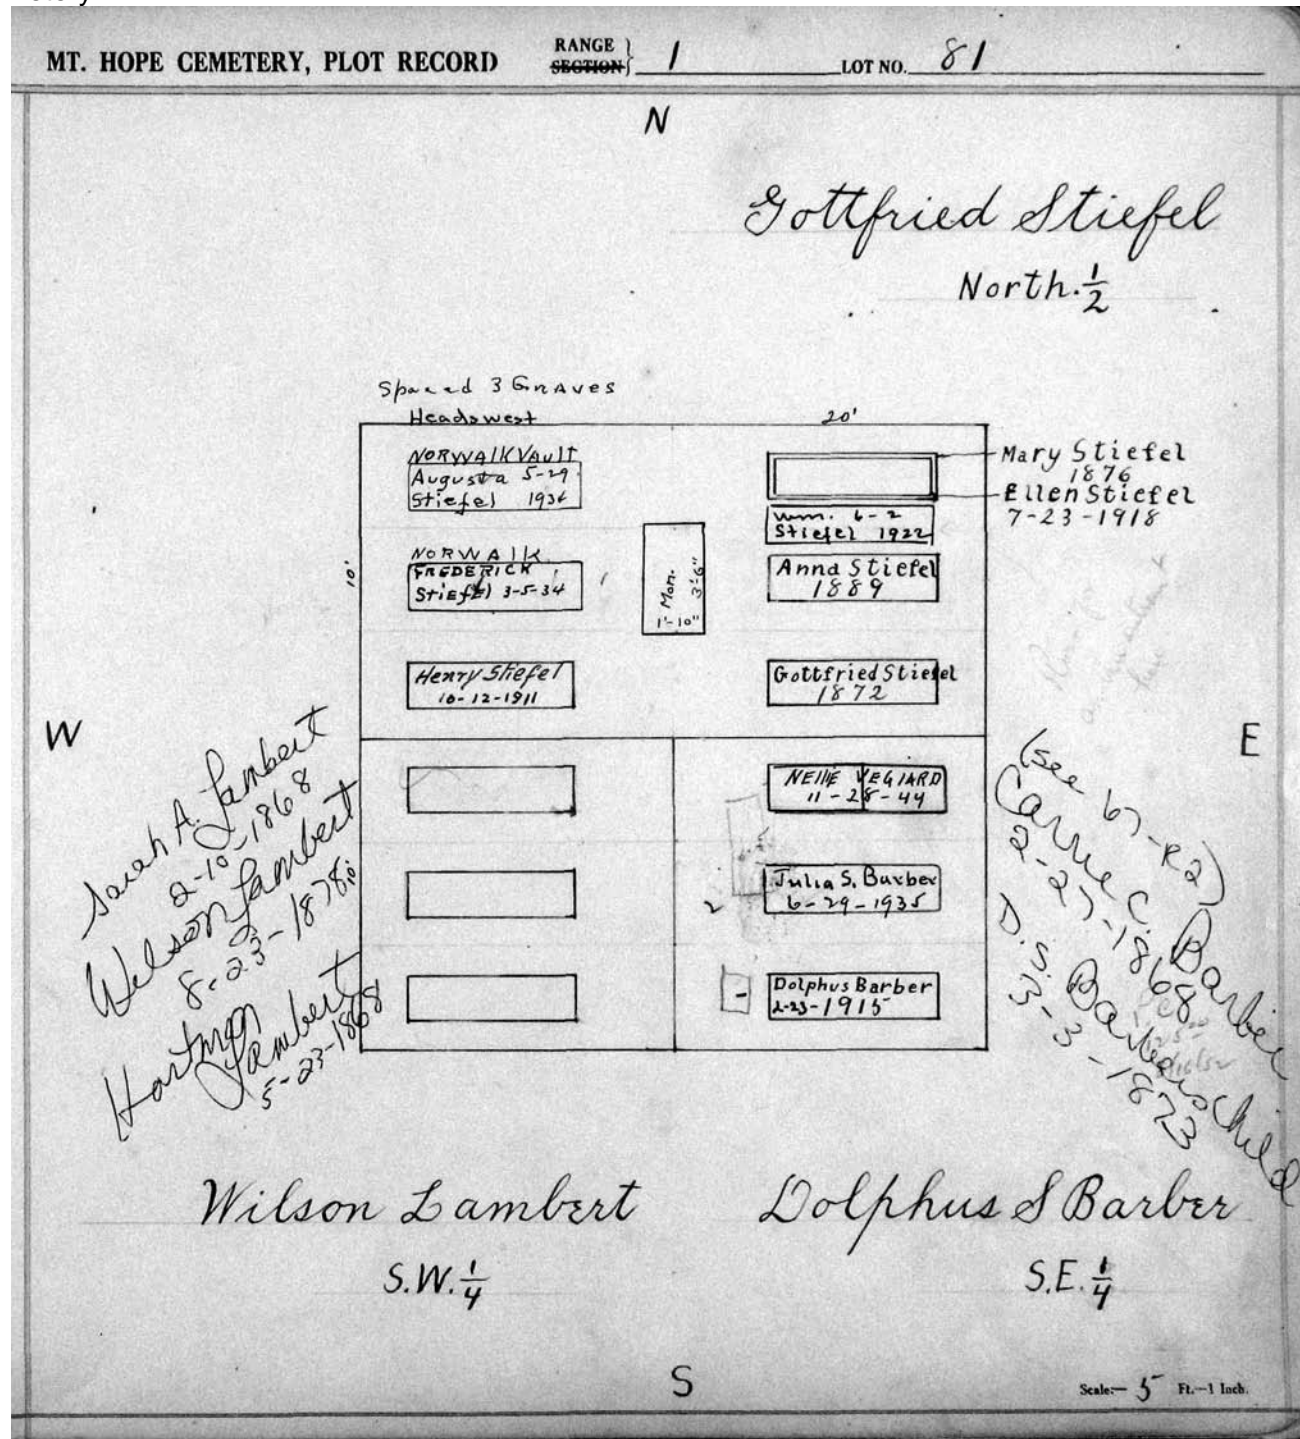 MT. HOPE CEMETERY, PLOT RECORD
RANGE
SECTION
1
LOT NO. 81
N
Gottfried Stiefel
North. 1/2
Spaced 3 Graves
Heads west
20'
NORWALK VAULT
Augusta 5-29
Stiefel 1934
Mary Stiefel
1876
Ellen Stiefel
7-23-1918
Wm. 6-2
Stiefel 1922
NORWALK
FREDERICK
Stiefel 3-5-34
10'
Mon.
3'-6"
1'-10"
Anna Stiefel
1889
Henry Stiefel
10-12-1911
Gottfried Stiefel
1872
W
E
Sarah A. Lambert
2-10-1868
Wilson Lambert
8-23-1878
10'
Hartman
Lambert
5-23-1868
NELLIE VEGIARD
11-28-44
Julia S. Barber
6-29-1935
2
Dolphus Barber
2-23-1915
(see 67-R2)
Carrie C. Barber
2-27-1868
D.S. Barber's Child
3-3-1873
Wilson Lambert
S.W. 1/4
Dolphus S Barber
S.E. 1/4
S
Scale:— 5 Ft.—1 Inch.